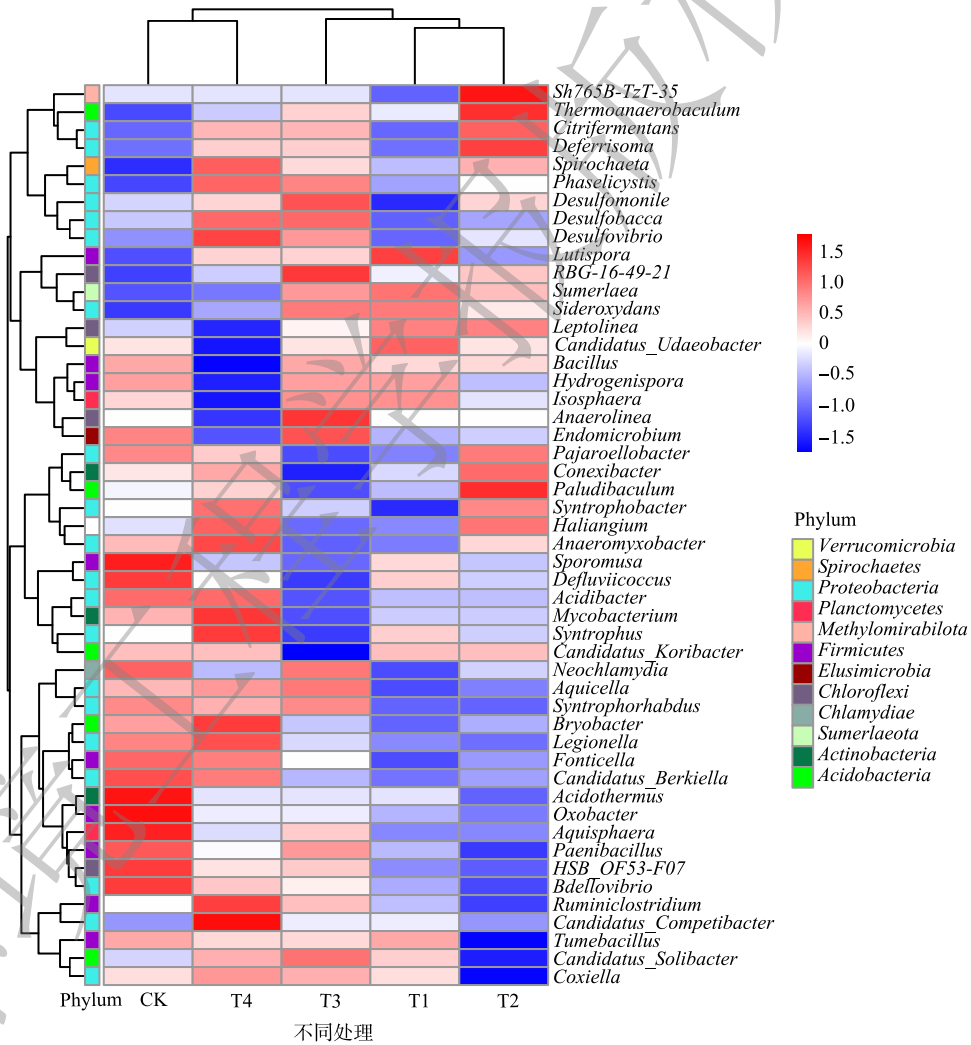 Sh765B-TzT-35
Thermoanaerobaculum
Citrifermentans
Deferrisoma
Spirochaeta
Phaselicystis
Desulfomonile
Desulfobacca
Desulfovibrio
Lutispora
RBG-16-49-21
Sumerlaea
Sideroxydans
Leptolinea
Candidatus_Udaeobacter
Bacillus
Hydrogenispora
Isosphaera
Anaerolinea
Endomicrobium
Pajaroellobacter
Conexibacter
Paludibaculum
Syntrophobacter
Haliangium
Anaeromyxobacter
Sporomusa
Defluviicoccus
Acidibacter
Mycobacterium
Syntrophus
Candidatus_Koribacter
Neochlamydia
Aquicella
Syntrophorhabdus
Bryobacter
Legionella
Fonticella
Candidatus_Berkiella
Acidothermus
Oxobacter
Aquisphaera
Paenibacillus
HSB_OF53-F07
Bdellovibrio
Ruminiclostridium
Candidatus_Competibacter
Tumebacillus
Candidatus_Solibacter
Coxiella
Phylum CK T4 T3 T1 T2
不同处理
1.5
1.0
0.5
0
−0.5
−1.0
−1.5
Phylum
Verrucomicrobia
Spirochaetes
Proteobacteria
Planctomycetes
Methylomirabilota
Firmicutes
Elusimicrobia
Chloroflexi
Chlamydiae
Sumerlaeota
Actinobacteria
Acidobacteria